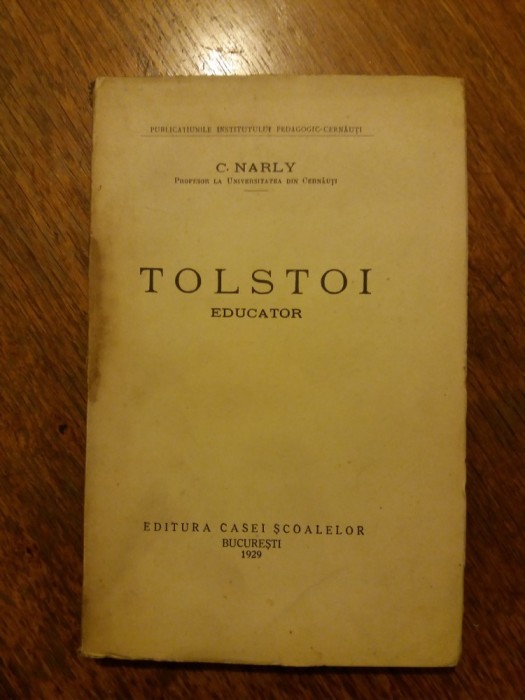 PUBLICAȚIUNILE INSTITUTULUI PEDAGOGIC-CERNĂUȚI
C. NARLY
PROFESOR LA UNIVERSITATEA DIN CERNĂUȚI
TOLSTOI
EDUCATOR
EDITURA CASEI ȘCOALELOR
BUCUREȘTI
1929